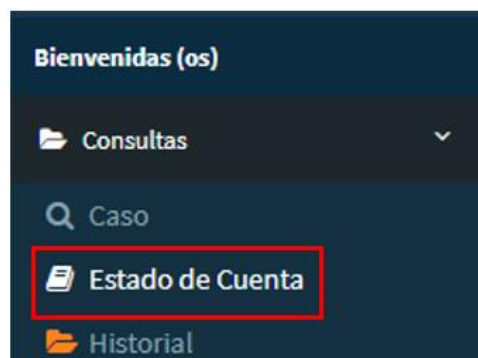 Bienvenidas (os)
Consultas
Caso
Estado de Cuenta
Historial